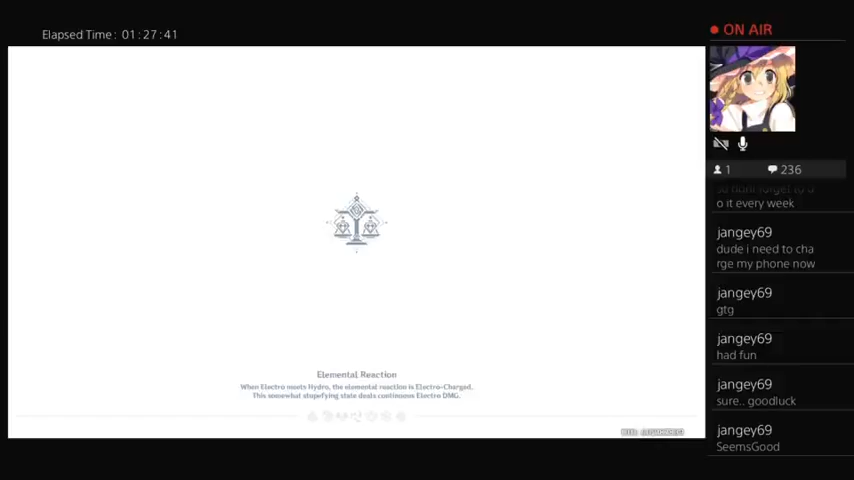 Elapsed Time: 01:27:41
ON AIR
1
236
o it every week
jangey69
dude i need to cha
rge my phone now
jangey69
gtg
jangey69
had fun
jangey69
sure.. goodluck
jangey69
SeemsGood
Elemental Reaction
When Electro meets Hydro, the elemental reaction is Electro-Charged.
This somewhat stupefying state deals continuous Electro DMG.